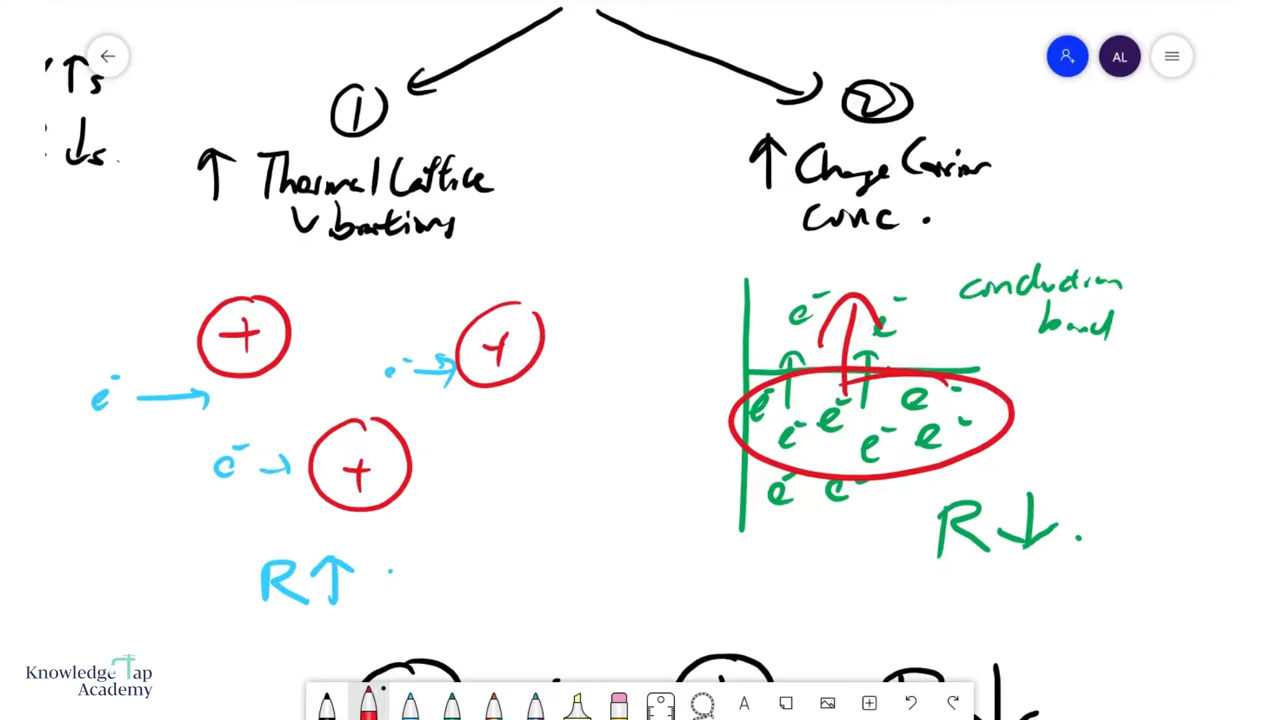 ↑s
AL
↓s.
①
②
↑ Thermal Lattice
Vibrations
↑ Charge Carrier
conc.
conduction
band
+
+
+
e⁻ →
e⁻ →
e⁻ →
e⁻ e⁻
e⁻ e⁻ e⁻
e⁻ e⁻ e⁻
e⁻ e⁻
R↓.
R↑
Knowledge Tap
Academy
A